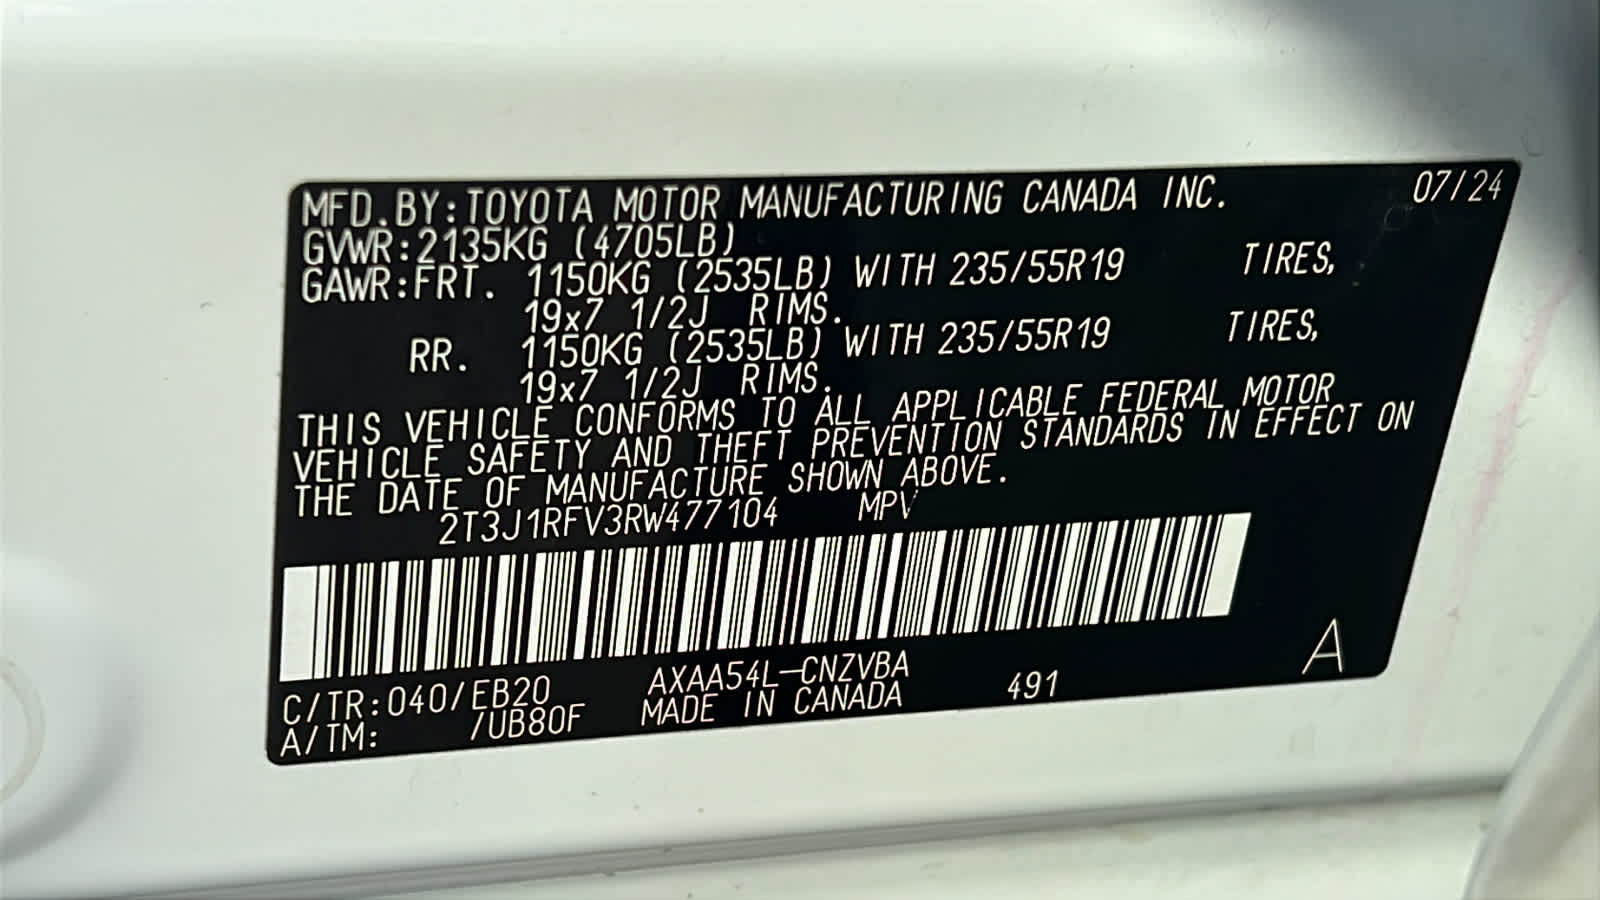 MFD.BY:TOYOTA MOTOR MANUFACTURING CANADA INC. 07/24
GVWR:2135KG (4705LB)
GAWR:FRT. 1150KG (2535LB) WITH 235/55R19 TIRES,
19x7 1/2J RIMS.
RR. 1150KG (2535LB) WITH 235/55R19 TIRES,
19x7 1/2J RIMS.
THIS VEHICLE CONFORMS TO ALL APPLICABLE FEDERAL MOTOR
VEHICLE SAFETY AND THEFT PREVENTION STANDARDS IN EFFECT ON
THE DATE OF MANUFACTURE SHOWN ABOVE.
2T3J1RFV3RW477104 MPV
C/TR:040/EB20 AXAA54L-CNZVBA 491 A
A/TM: /UB80F MADE IN CANADA